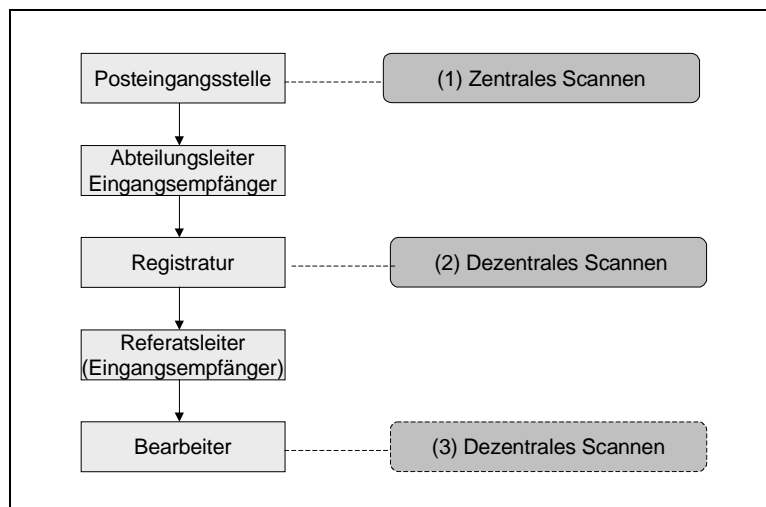 Posteingangsstelle
(1) Zentrales Scannen
Abteilungsleiter
Eingangsempfänger
Registratur
(2) Dezentrales Scannen
Referatsleiter
(Eingangsempfänger)
Bearbeiter
(3) Dezentrales Scannen